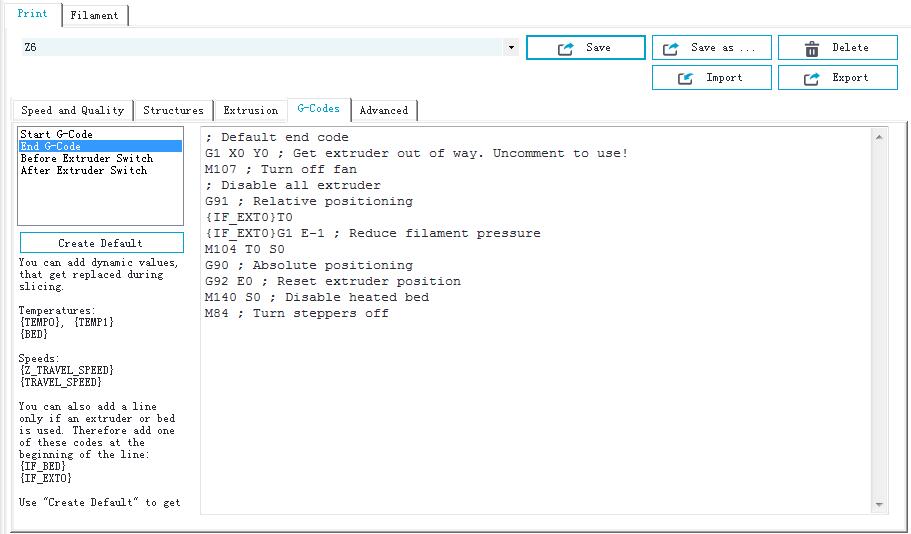 Print
Filament
Z6
Save
Save as ...
Delete
Import
Export
Speed and Quality
Structures
Extrusion
G-Codes
Advanced
Start G-Code
End G-Code
Before Extruder Switch
After Extruder Switch
Create Default
You can add dynamic values,
that get replaced during
slicing.
Temperatures:
{TEMP0}, {TEMP1}
{BED}
Speeds:
{Z_TRAVEL_SPEED}
{TRAVEL_SPEED}
You can also add a line
only if an extruder or bed
is used. Therefore add one
of these codes at the
beginning of the line:
{IF_BED}
{IF_EXT0}
Use "Create Default" to get
; Default end code
G1 X0 Y0 ; Get extruder out of way. Uncomment to use!
M107 ; Turn off fan
; Disable all extruder
G91 ; Relative positioning
{IF_EXT0}T0
{IF_EXT0}G1 E-1 ; Reduce filament pressure
M104 T0 S0
G90 ; Absolute positioning
G92 E0 ; Reset extruder position
M140 S0 ; Disable heated bed
M84 ; Turn steppers off